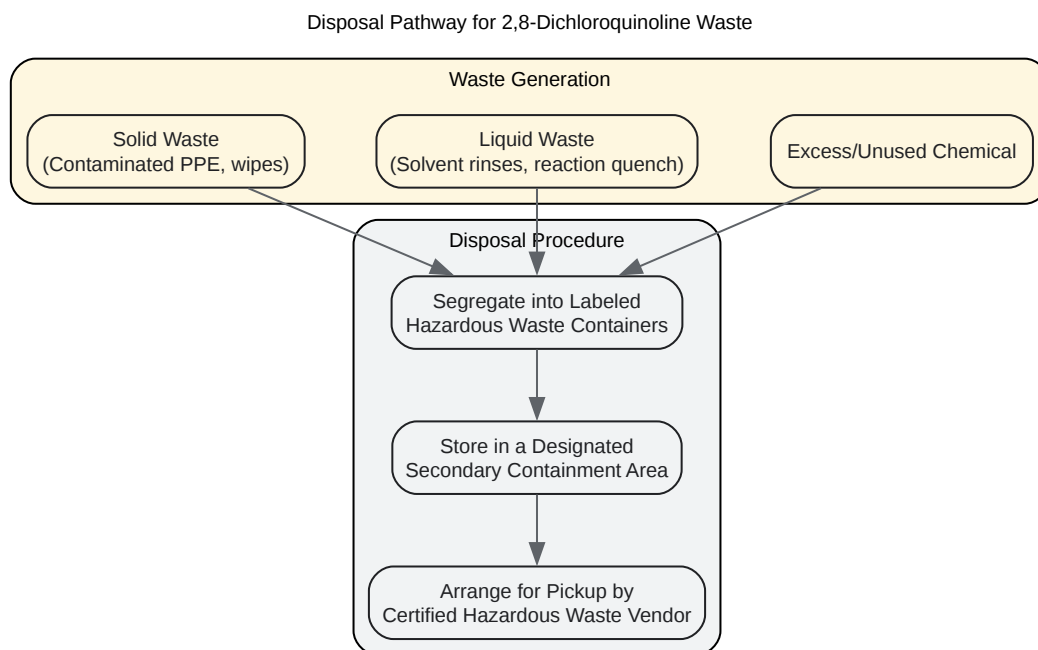 Disposal Pathway for 2,8-Dichloroquinoline Waste
Waste Generation
Solid Waste
(Contaminated PPE, wipes)
Liquid Waste
(Solvent rinses, reaction quench)
Excess/Unused Chemical
Disposal Procedure
Segregate into Labeled
Hazardous Waste Containers
Store in a Designated
Secondary Containment Area
Arrange for Pickup by
Certified Hazardous Waste Vendor